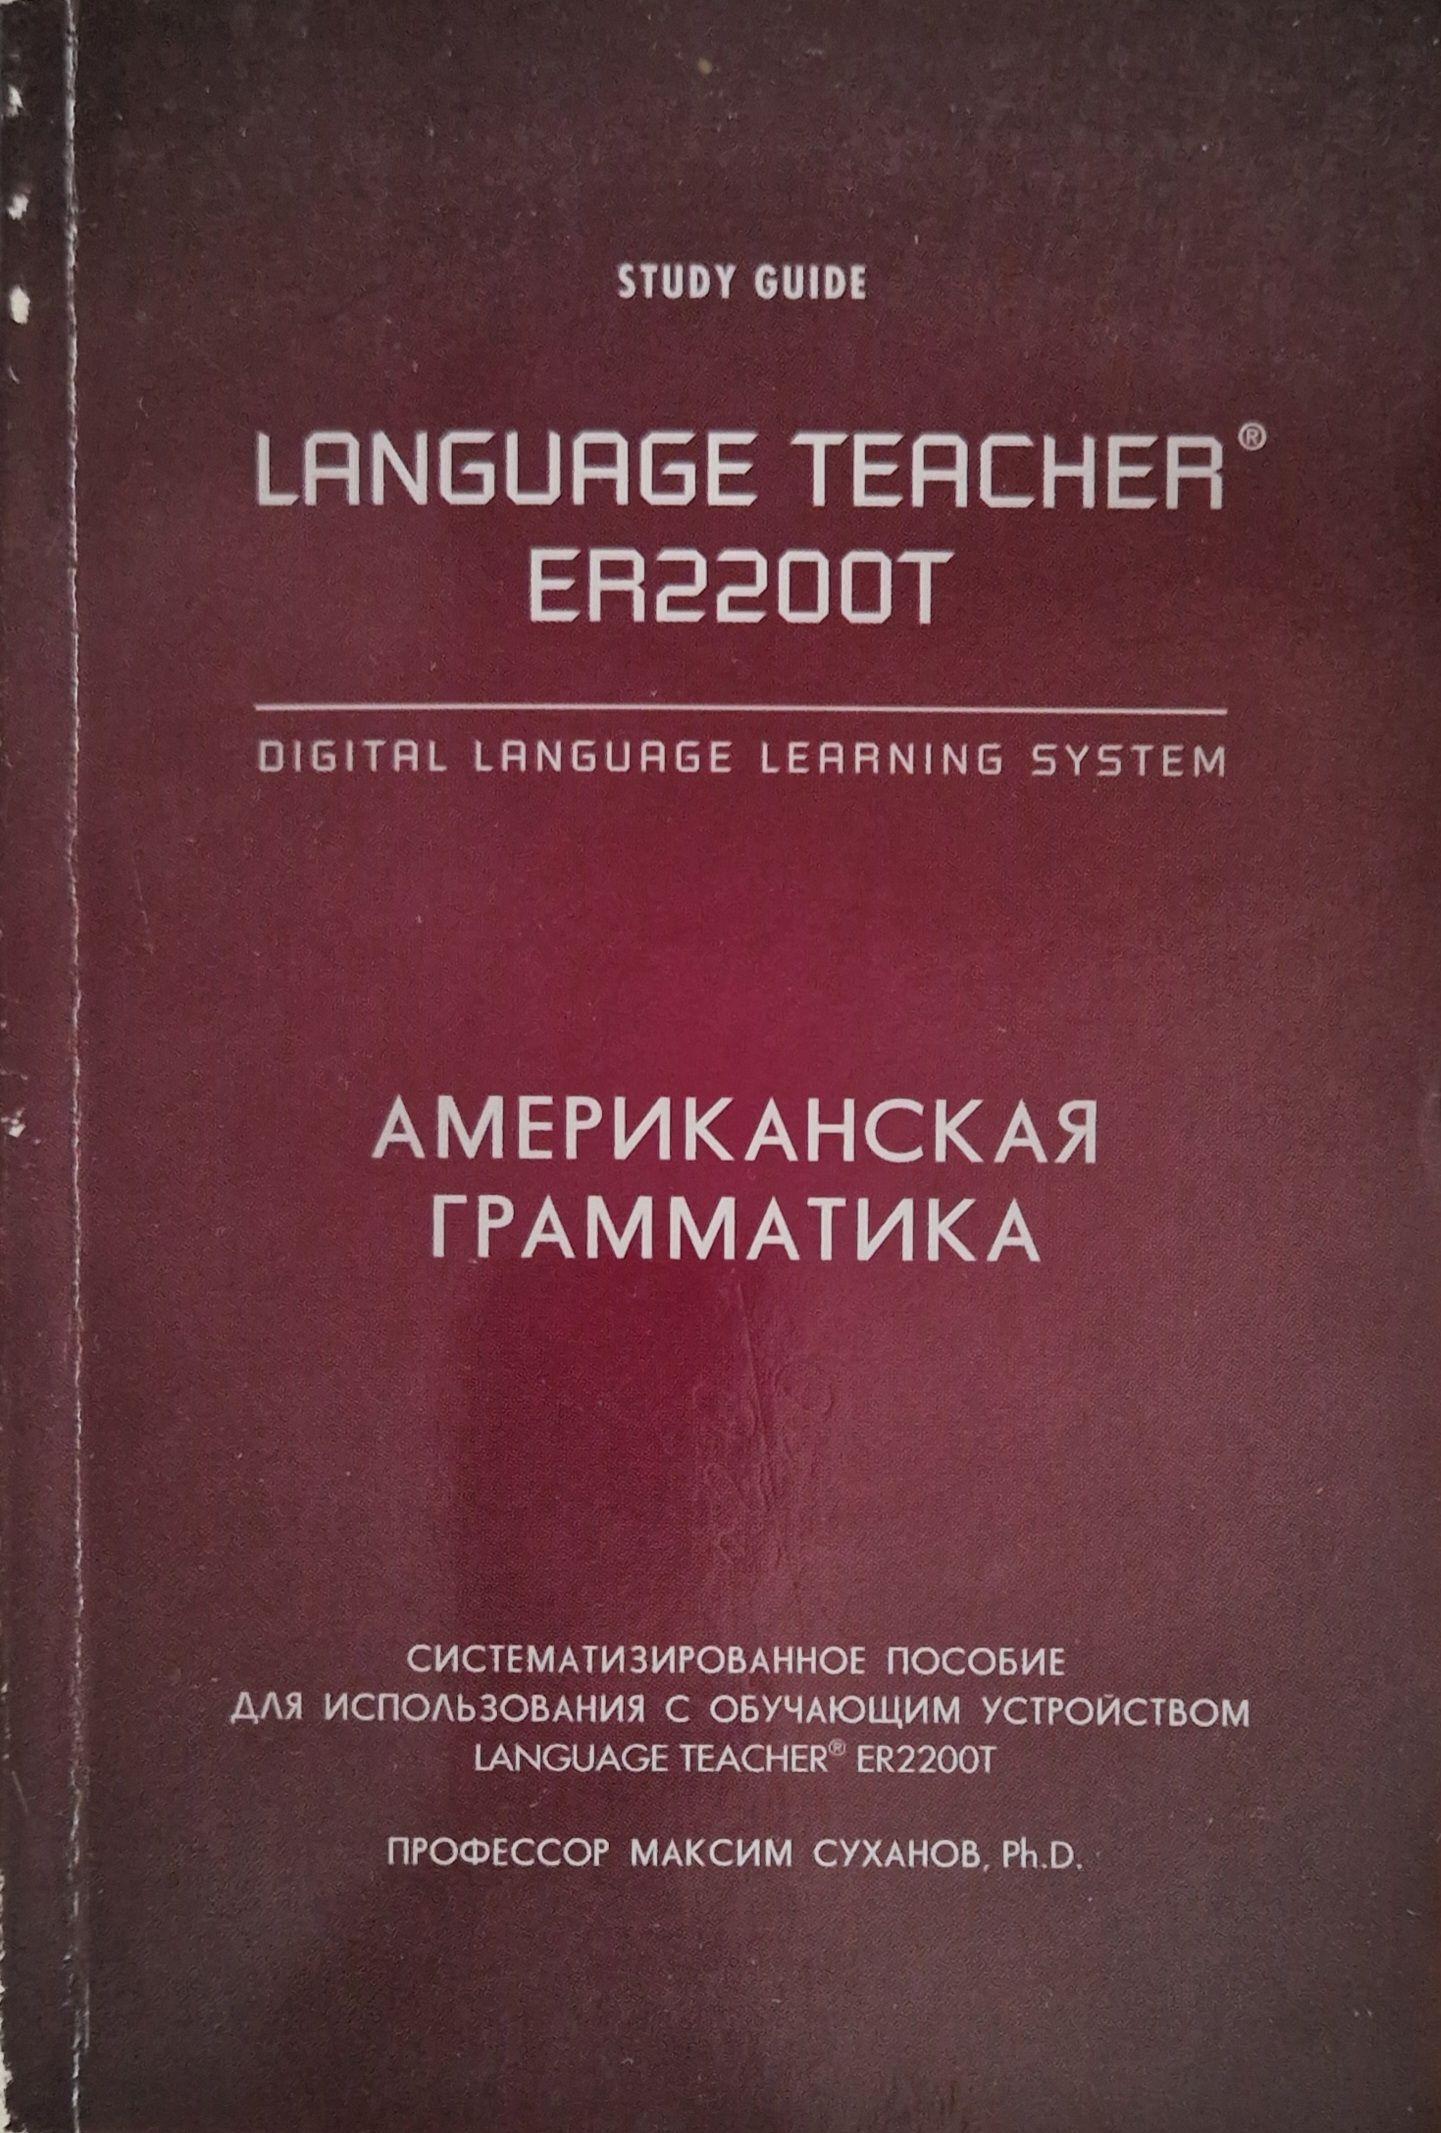 STUDY GUIDE
LANGUAGE TEACHER®
ER2200T
DIGITAL LANGUAGE LEARNING SYSTEM
АМЕРИКАНСКАЯ
ГРАММАТИКА
СИСТЕМАТИЗИРОВАННОЕ ПОСОБИЕ
ДЛЯ ИСПОЛЬЗОВАНИЯ С ОБУЧАЮЩИМ УСТРОЙСТВОМ
LANGUAGE TEACHER® ER2200T
ПРОФЕССОР МАКСИМ СУХАНОВ, Ph.D.